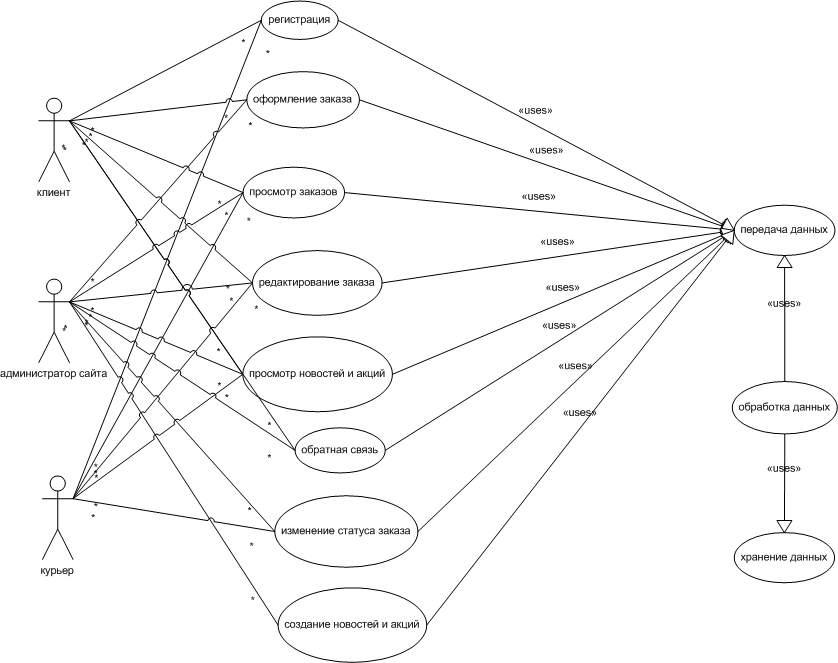 регистрация
оформление заказа
просмотр заказов
редактирование заказа
просмотр новостей и акций
обратная связь
изменение статуса заказа
создание новостей и акций
клиент
администратор сайта
курьер
«uses»
«uses»
«uses»
«uses»
«uses»
«uses»
«uses»
«uses»
передача данных
«uses»
обработка данных
«uses»
хранение данных